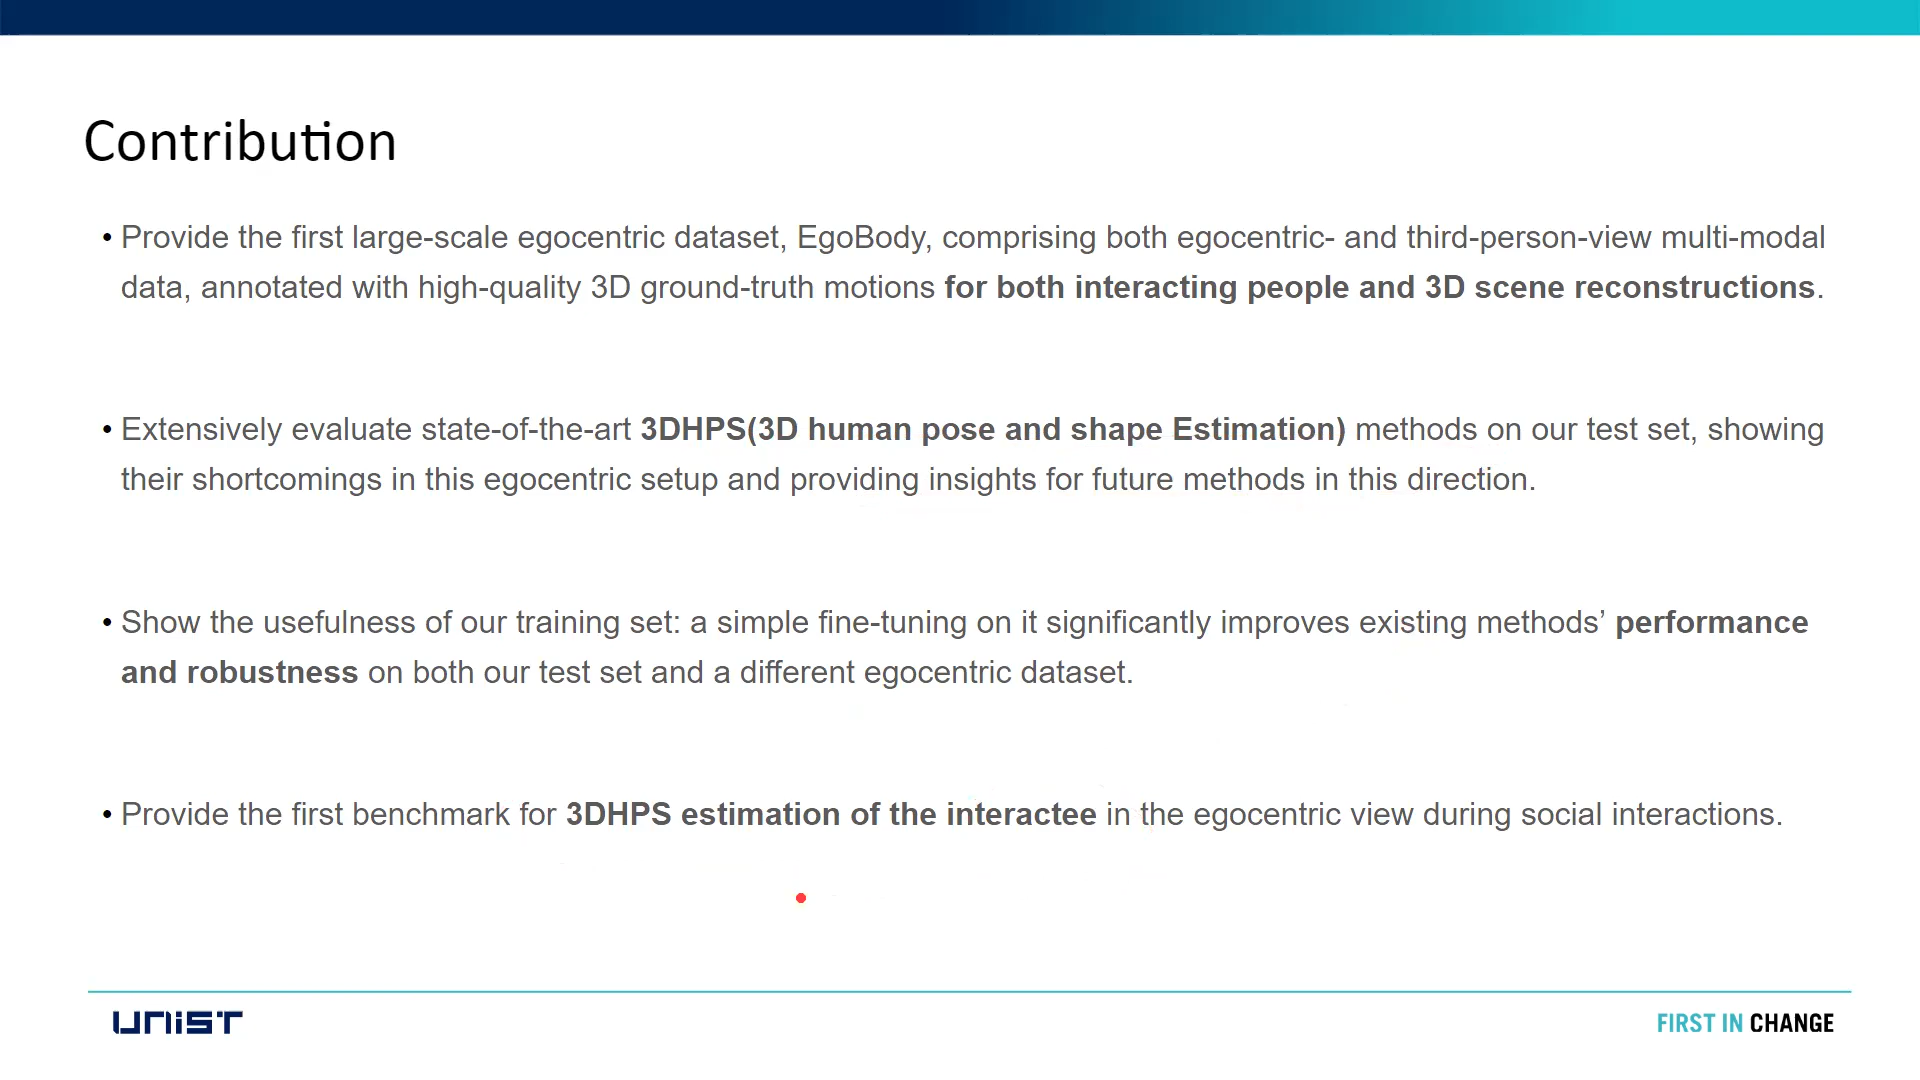 Contribution
• Provide the first large-scale egocentric dataset, EgoBody, comprising both egocentric- and third-person-view multi-modal
data, annotated with high-quality 3D ground-truth motions for both interacting people and 3D scene reconstructions.
• Extensively evaluate state-of-the-art 3DHPS(3D human pose and shape Estimation) methods on our test set, showing
their shortcomings in this egocentric setup and providing insights for future methods in this direction.
• Show the usefulness of our training set: a simple fine-tuning on it significantly improves existing methods’ performance
and robustness on both our test set and a different egocentric dataset.
• Provide the first benchmark for 3DHPS estimation of the interactee in the egocentric view during social interactions.
UNIST
FIRST IN CHANGE